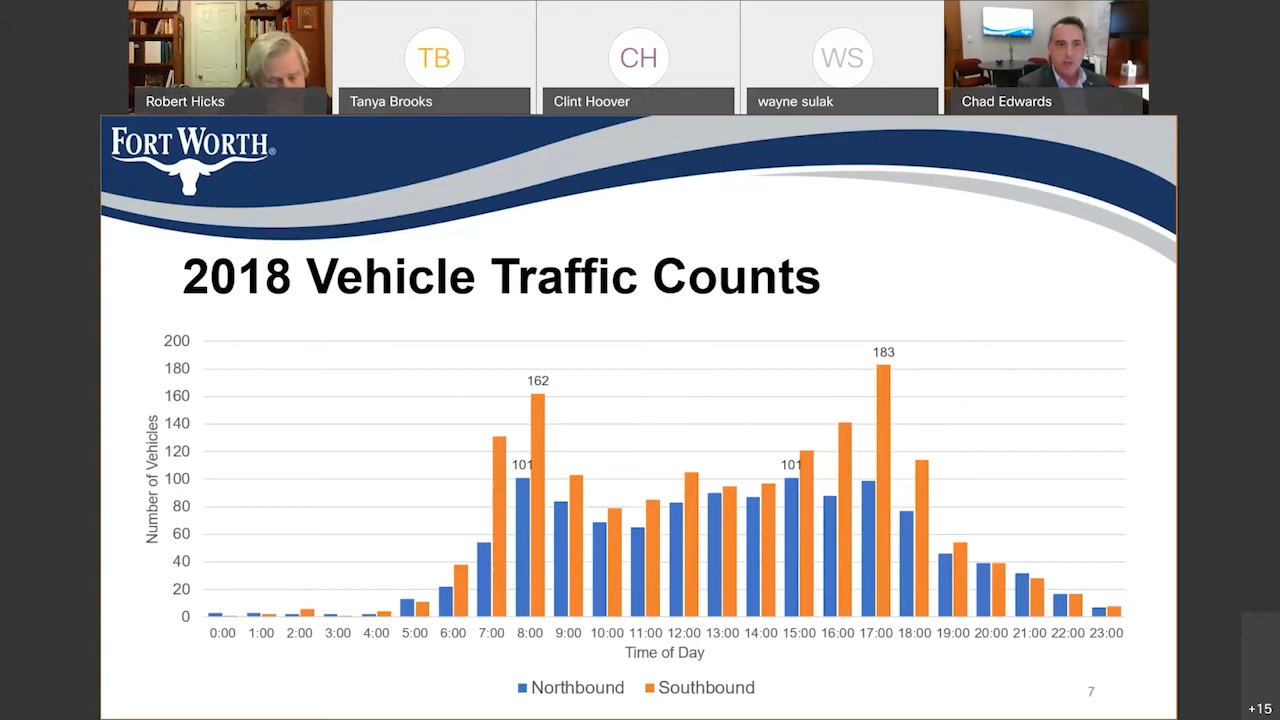 TB
CH
WS
Robert Hicks
Tanya Brooks
Clint Hoover
wayne sulak
Chad Edwards
FORT WORTH®
2018 Vehicle Traffic Counts
200
180
160
140
120
100
80
60
40
20
0
Number of Vehicles
101
162
101
183
0:00 1:00 2:00 3:00 4:00 5:00 6:00 7:00 8:00 9:00 10:00 11:00 12:00 13:00 14:00 15:00 16:00 17:00 18:00 19:00 20:00 21:00 22:00 23:00
Time of Day
Northbound Southbound
7
+15